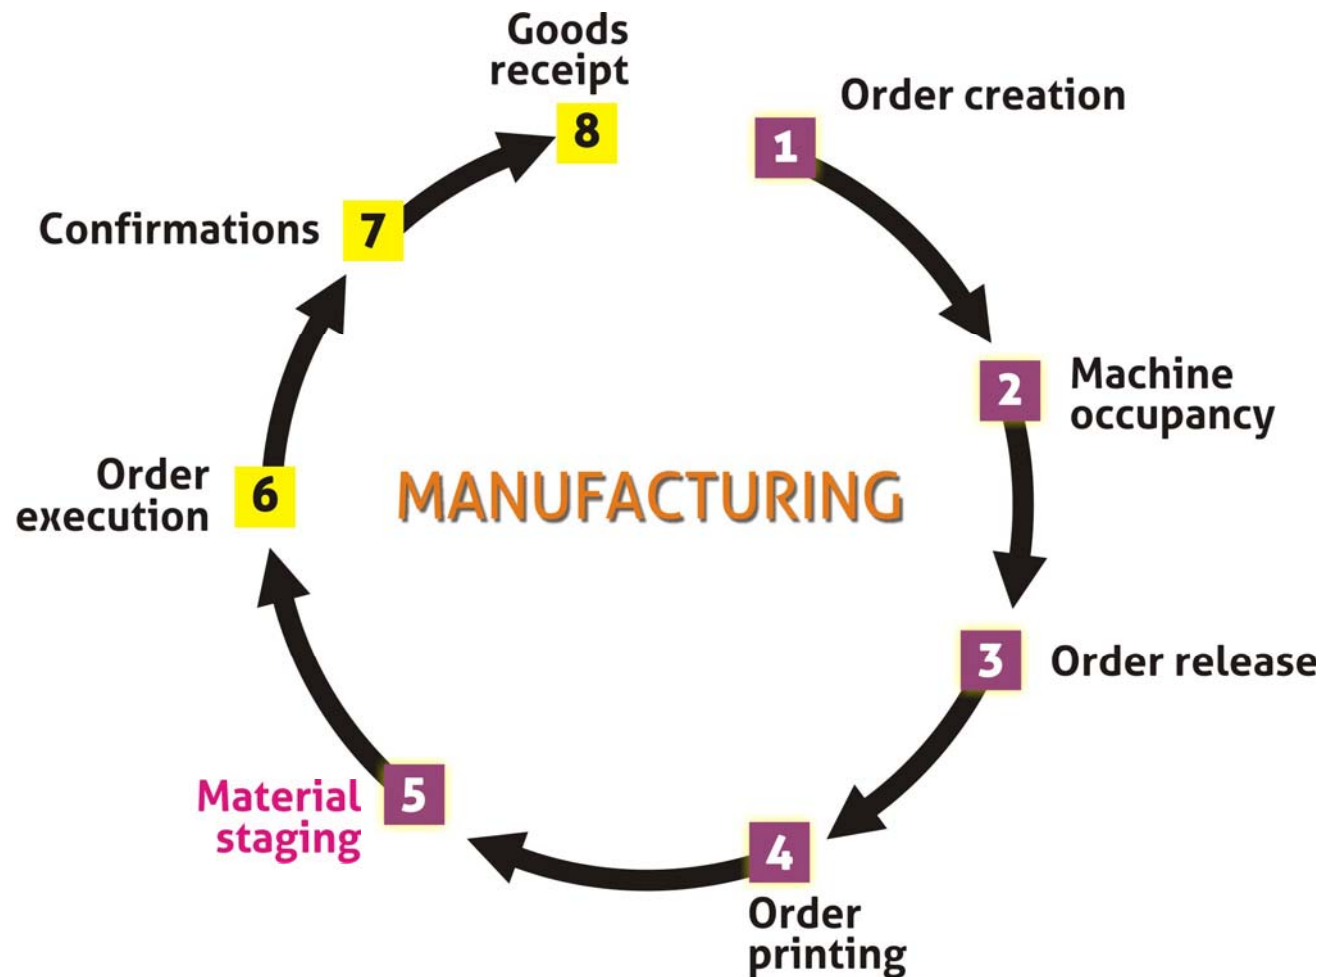 Goods
receipt
8
1
Order creation
7
Confirmations
2
Machine
occupancy
Order
execution
6
MANUFACTURING
3
Order release
Material
staging
5
4
Order
printing